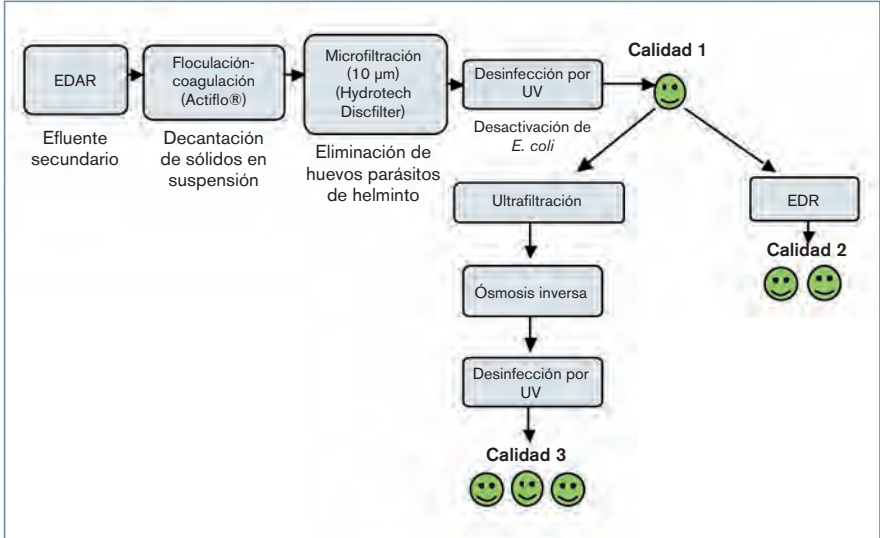 EDAR
Efluente
secundario
Floculación-
coagulación
(Actiflo®)
Decantación
de sólidos en
suspensión
Microfiltración
(10 µm)
(Hydrotech
Discfilter)
Eliminación de
huevos parásitos
de helminto
Desinfección por
UV
Desactivación de
E. coli
Calidad 1
Ultrafiltración
Ósmosis inversa
Desinfección por
UV
Calidad 3
EDR
Calidad 2